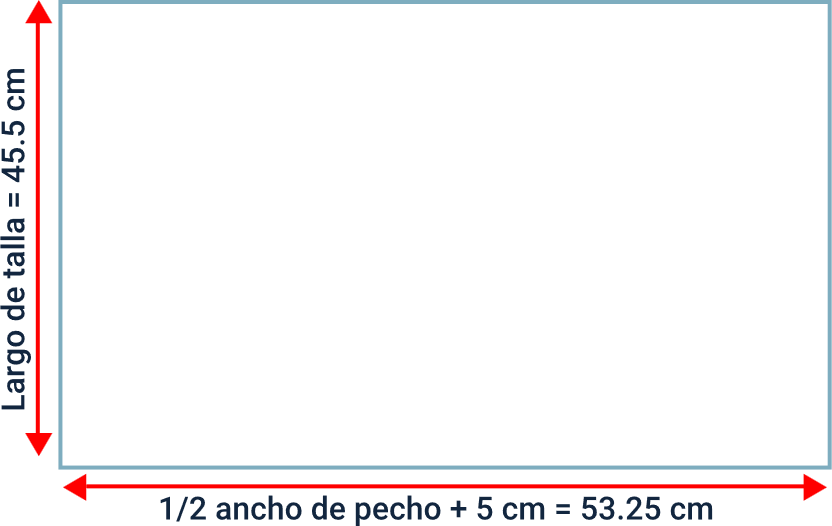 Largo de talla = 45.5 cm
1/2 ancho de pecho + 5 cm = 53.25 cm